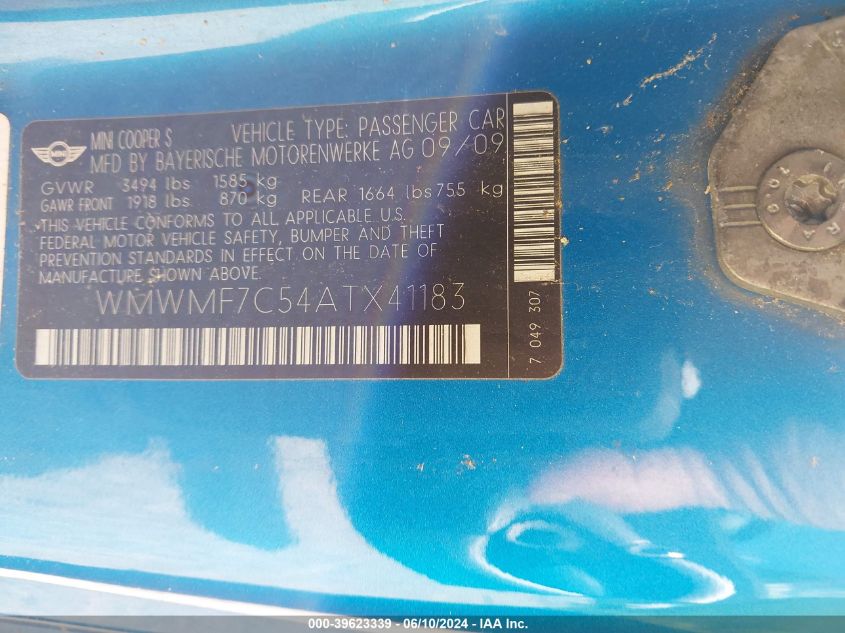 MINI
MINI COOPER S VEHICLE TYPE: PASSENGER CAR
MFD BY BAYERISCHE MOTORENWERKE AG 09/09
GVWR 3494 lbs 1585 kg
GAWR FRONT 1918 lbs 870 kg REAR 1664 lbs 755 kg
THIS VEHICLE CONFORMS TO ALL APPLICABLE U.S.
FEDERAL MOTOR VEHICLE SAFETY, BUMPER AND THEFT
PREVENTION STANDARDS IN EFFECT ON THE DATE OF
MANUFACTURE SHOWN ABOVE.
WMWMF7C54ATX41183
7 049 307
000-39623339 / 06/10/2024 - IAA Inc.